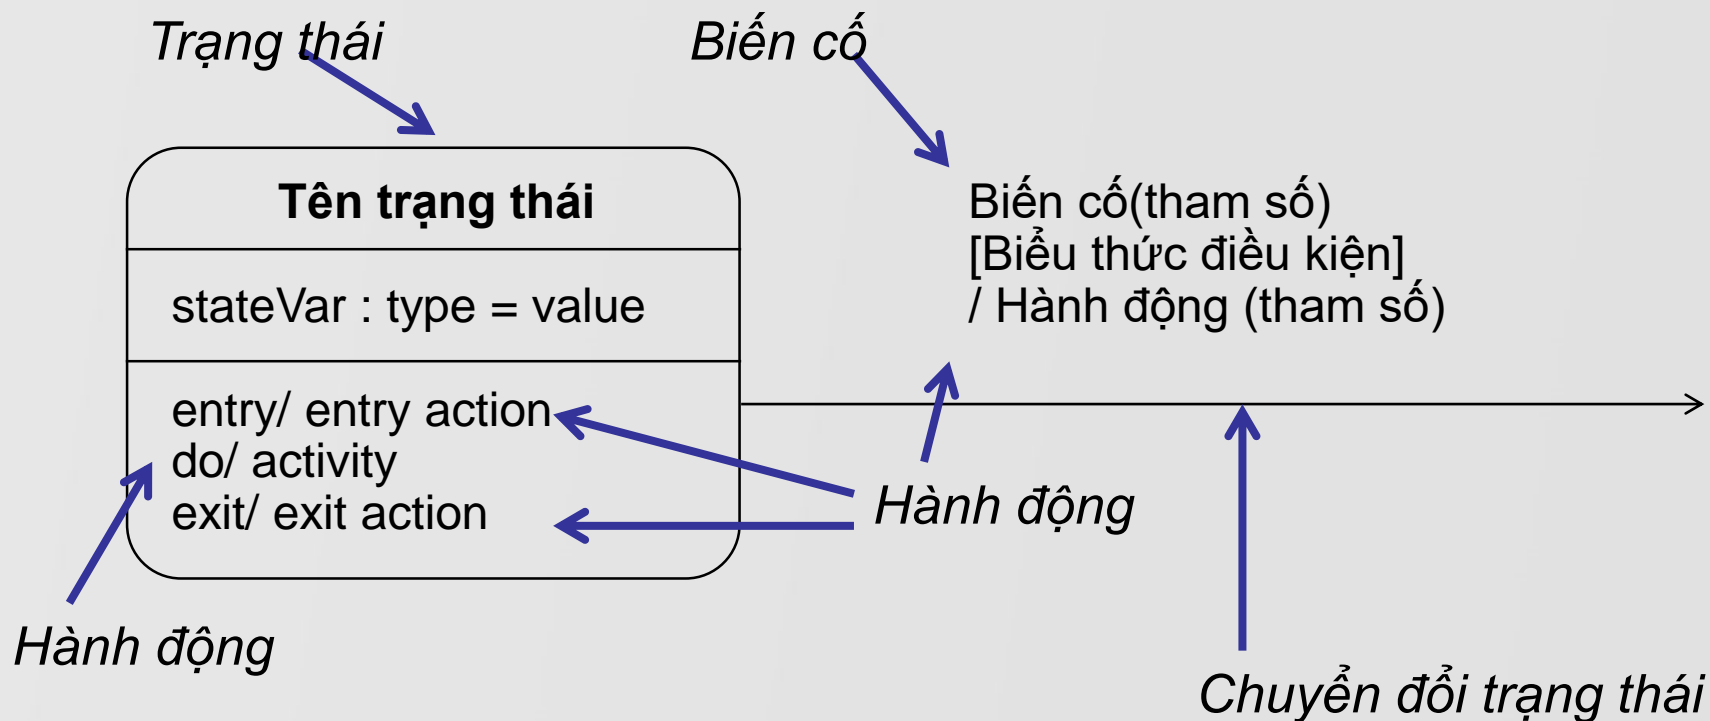 Trạng thái
Biến cố
Tên trạng thái
stateVar : type = value
entry/ entry action
do/ activity
exit/ exit action
Biến cố(tham số)
[Biểu thức điều kiện]
/ Hành động (tham số)
Hành động
Hành động
Chuyển đổi trạng thái